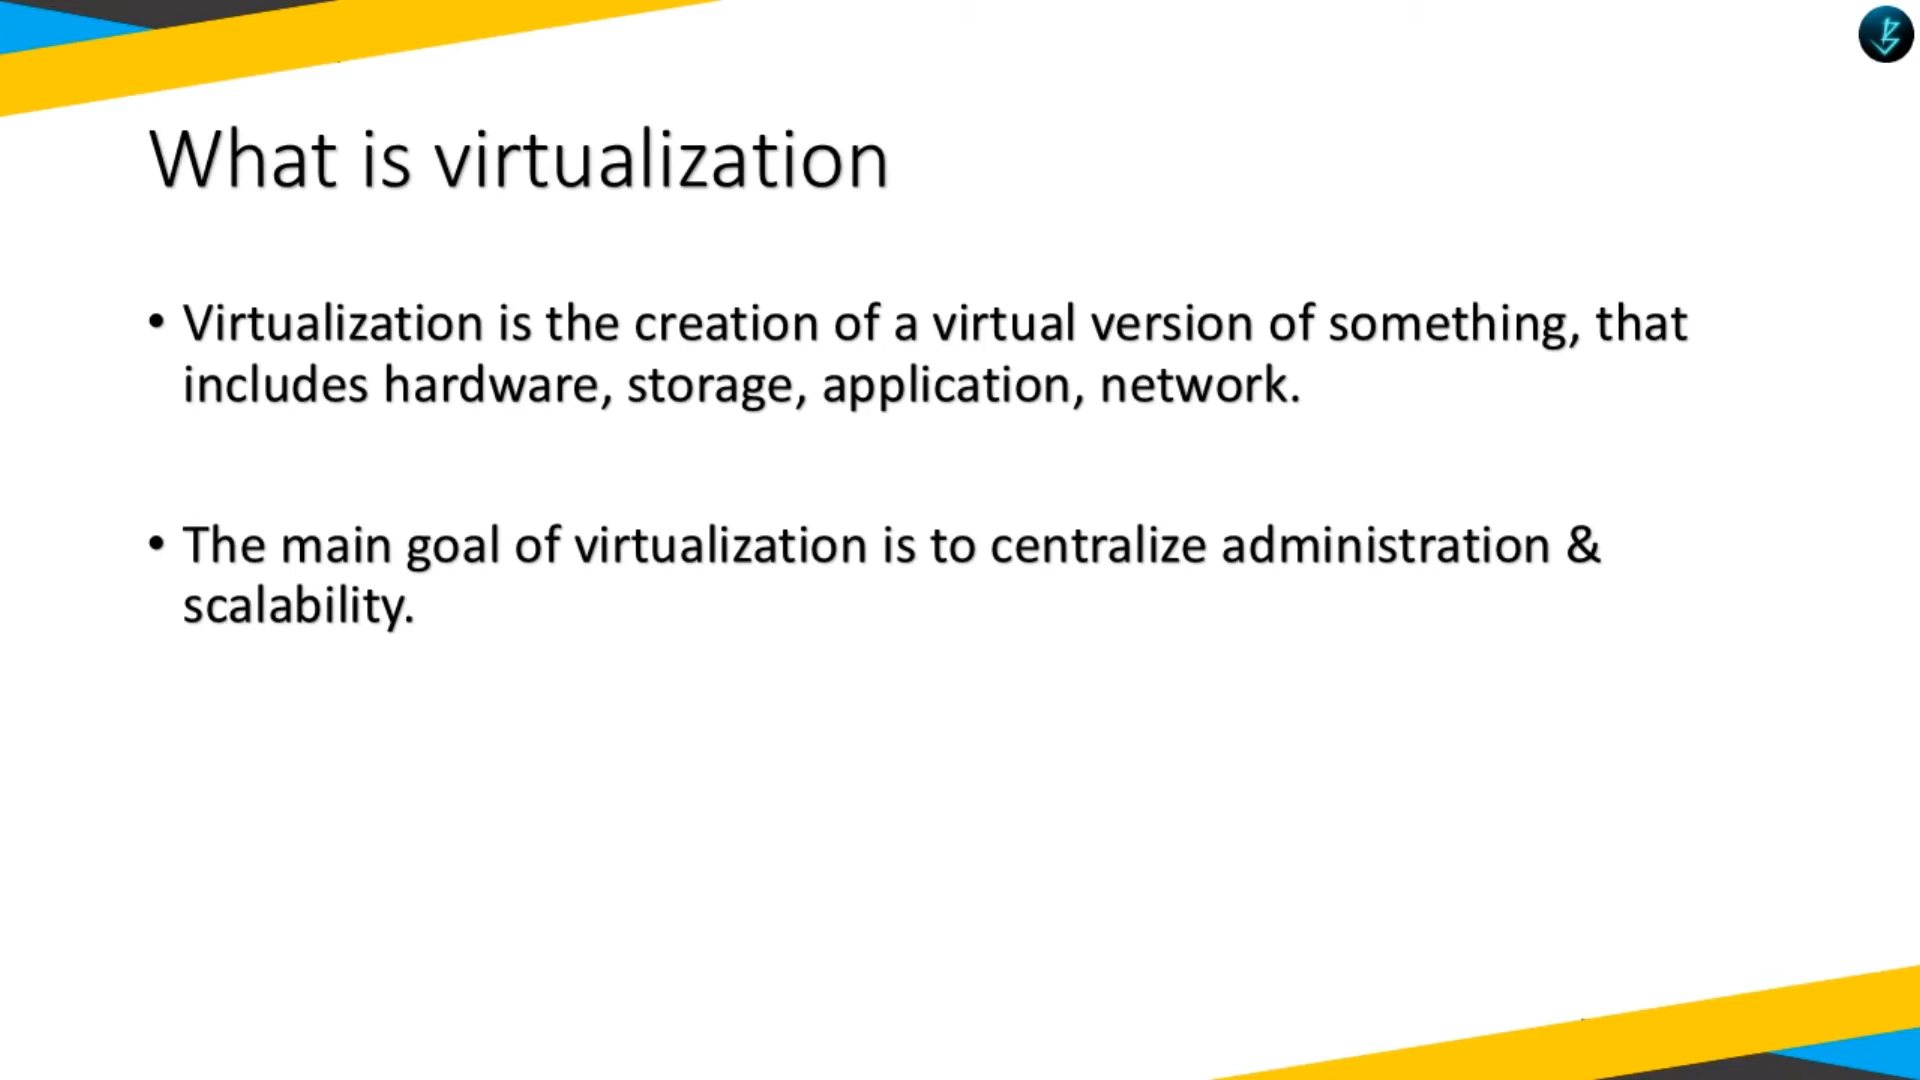 What is virtualization
• Virtualization is the creation of a virtual version of something, that
includes hardware, storage, application, network.
• The main goal of virtualization is to centralize administration &
scalability.